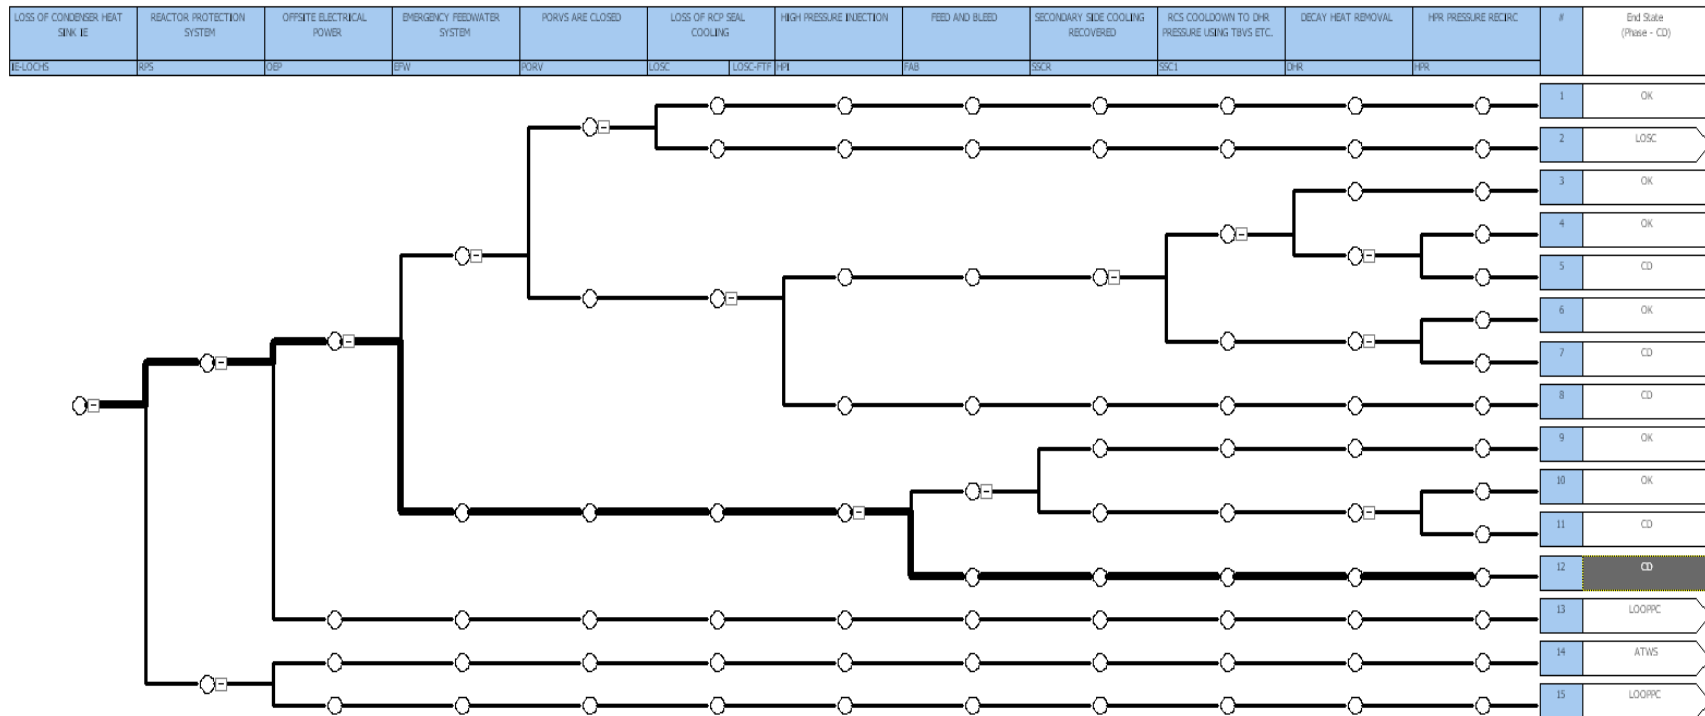 LOSS OF CONDENSER HEAT
SINK IE
REACTOR PROTECTION
SYSTEM
OFFSITE ELECTRICAL
POWER
EMERGENCY FEEDWATER
SYSTEM
PORVS ARE CLOSED
LOSS OF RCP SEAL
COOLING
HIGH PRESSURE INJECTION
FEED AND BLEED
SECONDARY SIDE COOLING
RECOVERED
RCS COOLDOWN TO DHR
PRESSURE USING TBVS ETC.
DECAY HEAT REMOVAL
HPR PRESSURE RECIRC
#
End State
(Phase - CD)
IE-LOCHS
RPS
OEP
EFW
PORV
LOSC
LOSC-FTF
HPI
FAB
SSCR
SSC1
DHR
HPR
1
OK
2
LOSC
3
OK
4
OK
5
CD
6
OK
7
CD
8
CD
9
OK
10
OK
11
CD
12
CD
13
LOOPPC
14
ATWS
15
LOOPPC